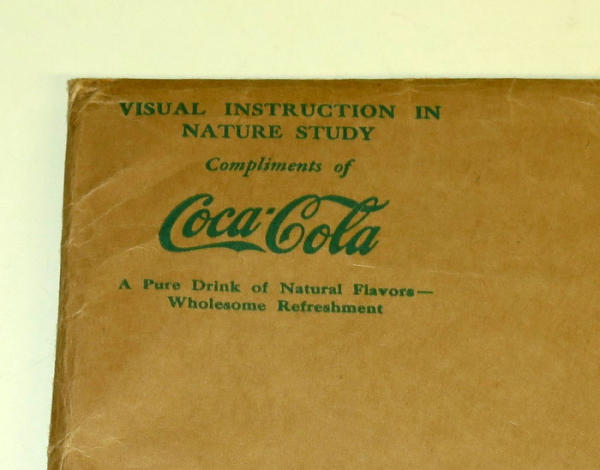 VISUAL INSTRUCTION IN
NATURE STUDY
Compliments of
Coca-Cola
A Pure Drink of Natural Flavors—
Wholesome Refreshment